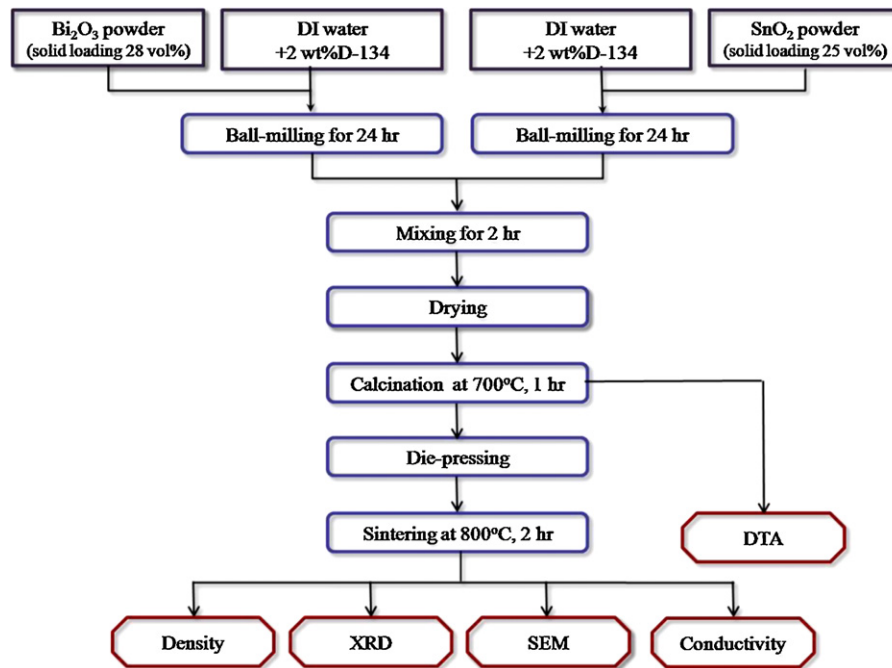 Bi₂O₃ powder
(solid loading 28 vol%)
DI water
+2 wt%D-134
DI water
+2 wt%D-134
SnO₂ powder
(solid loading 25 vol%)
Ball-milling for 24 hr
Ball-milling for 24 hr
Mixing for 2 hr
Drying
Calcination at 700ºC, 1 hr
Die-pressing
Sintering at 800ºC, 2 hr
DTA
Density
XRD
SEM
Conductivity